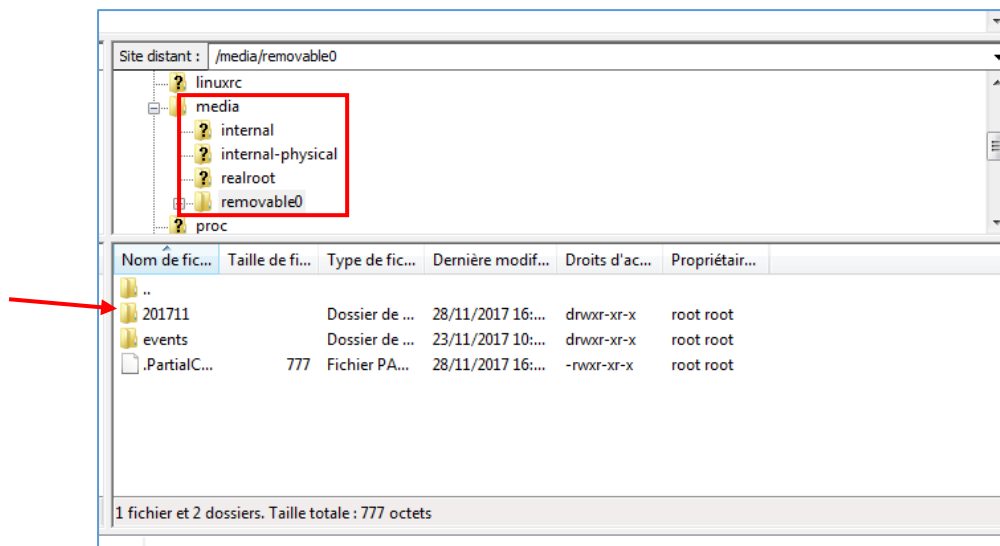 Site distant : /media/removable0
linuxrc
media
internal
internal-physical
realroot
removable0
proc
Nom de fic... Taille de fi... Type de fic... Dernière modif... Droits d'ac... Propriétair...
..
201711 Dossier de ... 28/11/2017 16:... drwxr-xr-x root root
events Dossier de ... 23/11/2017 10:... drwxr-xr-x root root
.PartialC... 777 Fichier PA... 28/11/2017 16:... -rwxr-xr-x root root
1 fichier et 2 dossiers. Taille totale : 777 octets